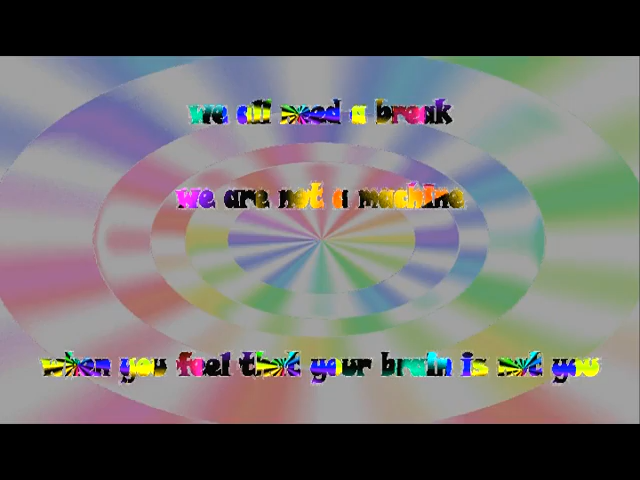 we all need a break
we are not a machine
when you feel that your brain is not you